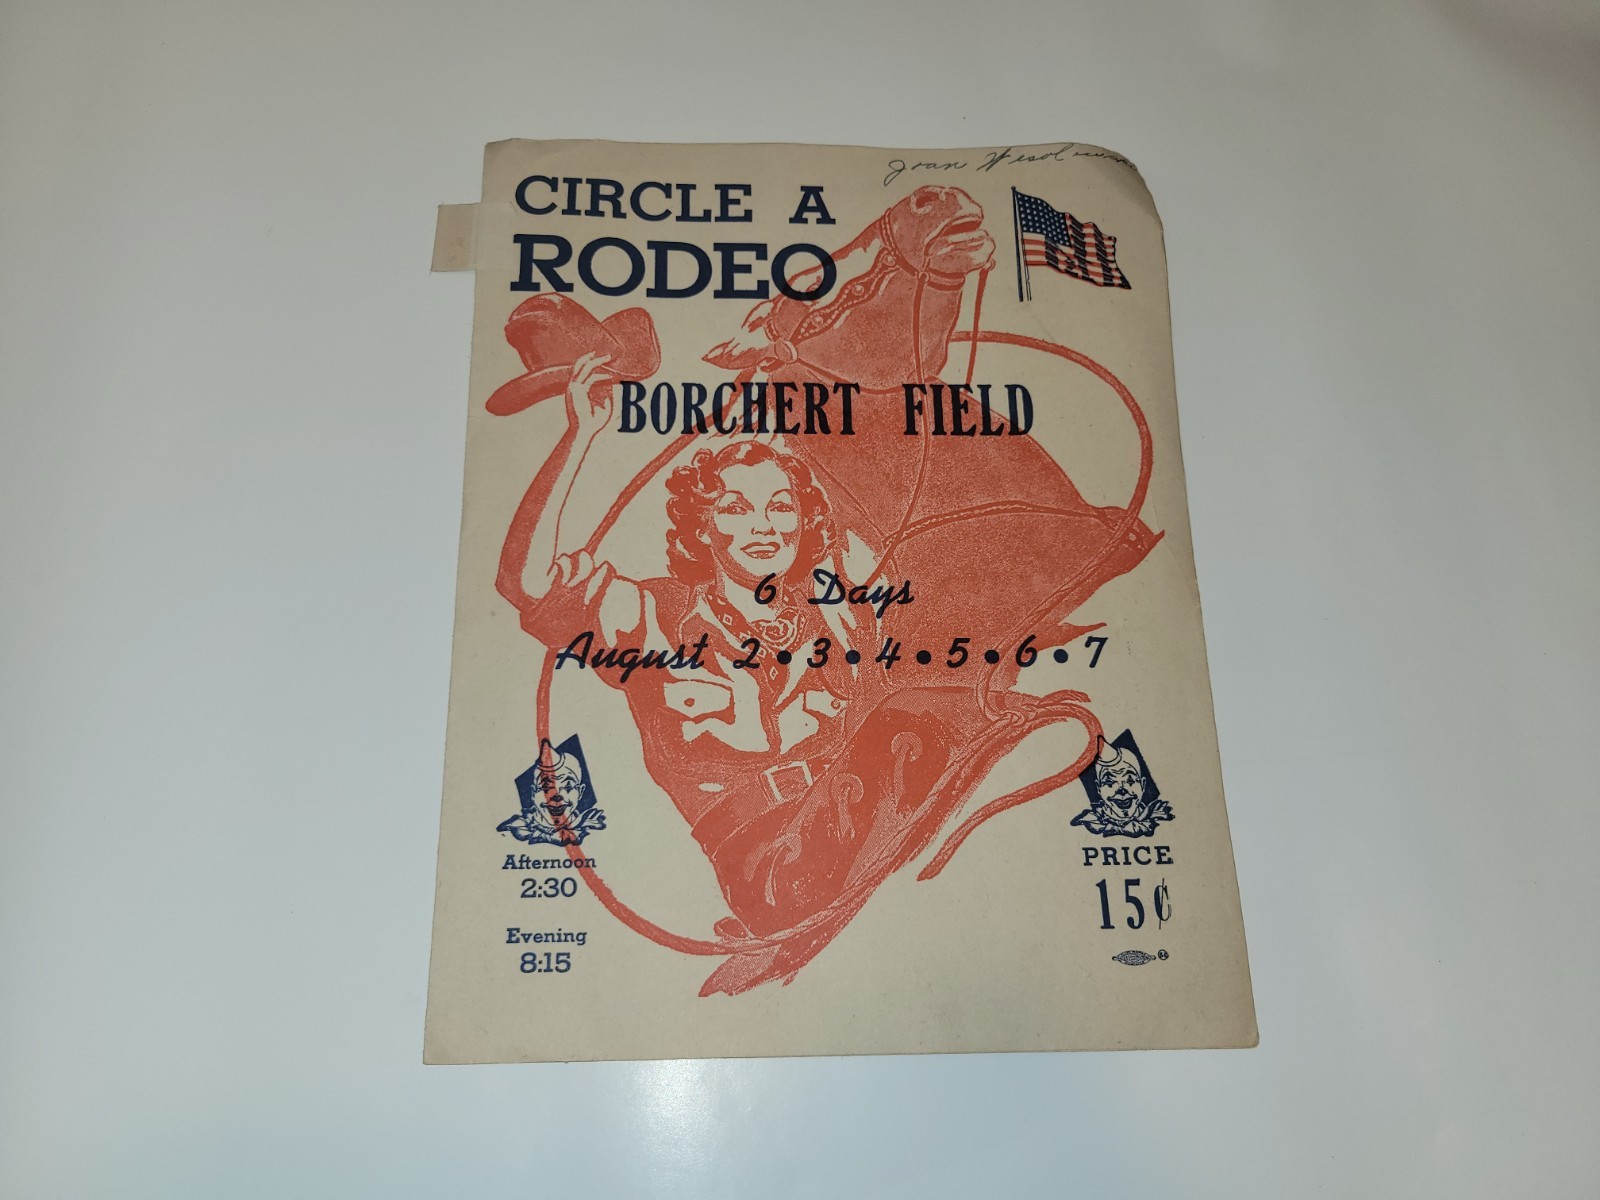 Joan
CIRCLE A
RODEO
BORCHERT FIELD
6 Days
August 2 • 3 • 4 • 5 • 6 • 7
Afternoon
2:30
Evening
8:15
PRICE
15¢